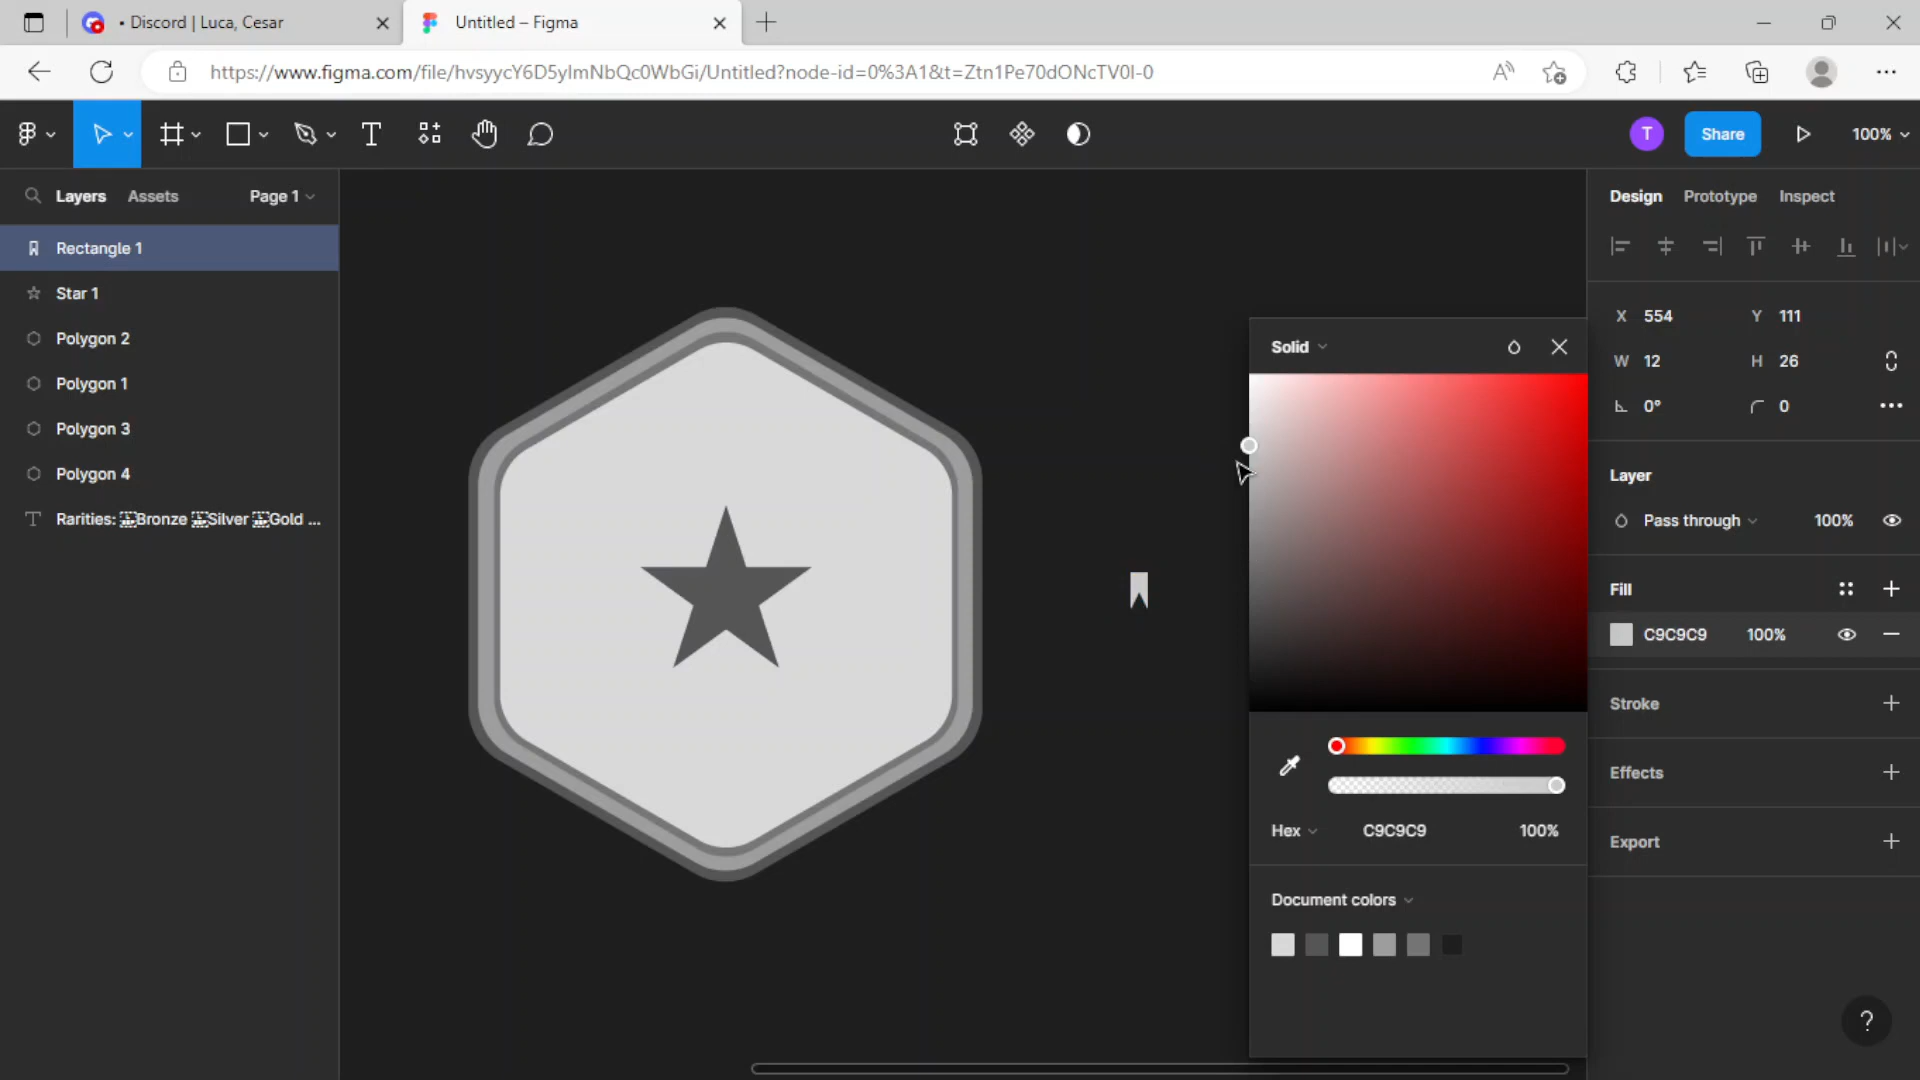 • Discord | Luca, Cesar
Untitled – Figma
https://www.figma.com/file/hvsyycY6D5ylmNbQc0WbGi/Untitled?node-id=0%3A1&t=Ztn1Pe70dONcTV0I-0
T
Share
100%
Layers
Assets
Page 1
Design
Prototype
Inspect
Rectangle 1
Star 1
Polygon 2
Polygon 1
Polygon 3
Polygon 4
Rarities: Bronze Silver Gold ...
Solid
Hex
C9C9C9
100%
Document colors
X 554
Y 111
W 12
H 26
0°
0
Layer
Pass through
100%
Fill
C9C9C9
100%
Stroke
Effects
Export
?